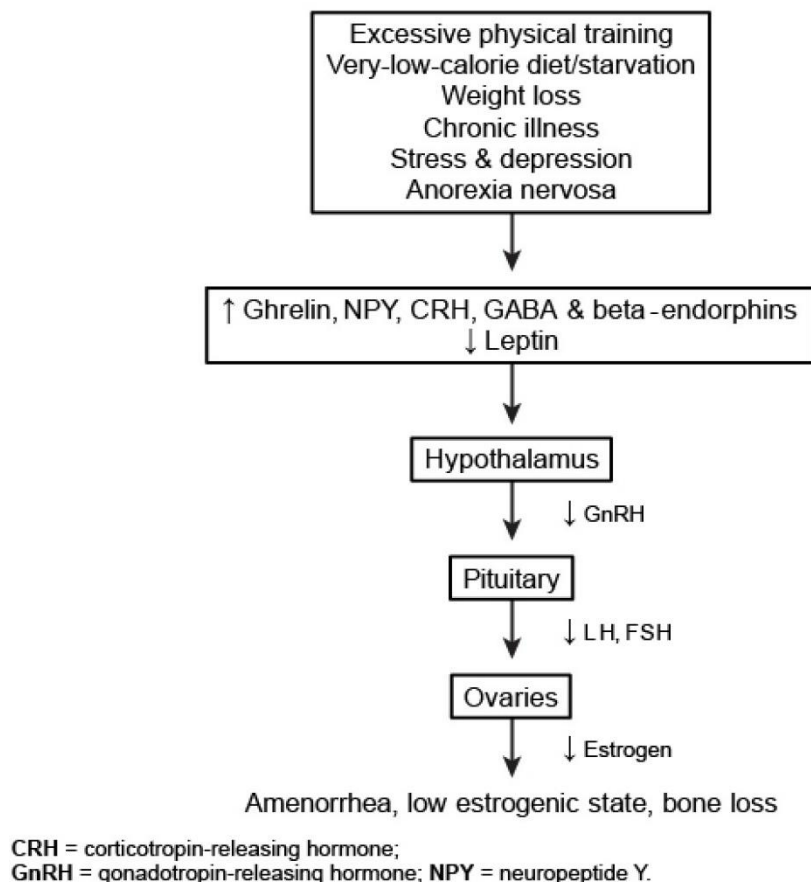 Excessive physical training
Very-low-calorie diet/starvation
Weight loss
Chronic illness
Stress & depression
Anorexia nervosa
↑ Ghrelin, NPY, CRH, GABA & beta-endorphins
↓ Leptin
Hypothalamus
↓ GnRH
Pituitary
↓ LH, FSH
Ovaries
↓ Estrogen
Amenorrhea, low estrogenic state, bone loss
CRH = corticotropin-releasing hormone;
GnRH = gonadotropin-releasing hormone; NPY = neuropeptide Y.